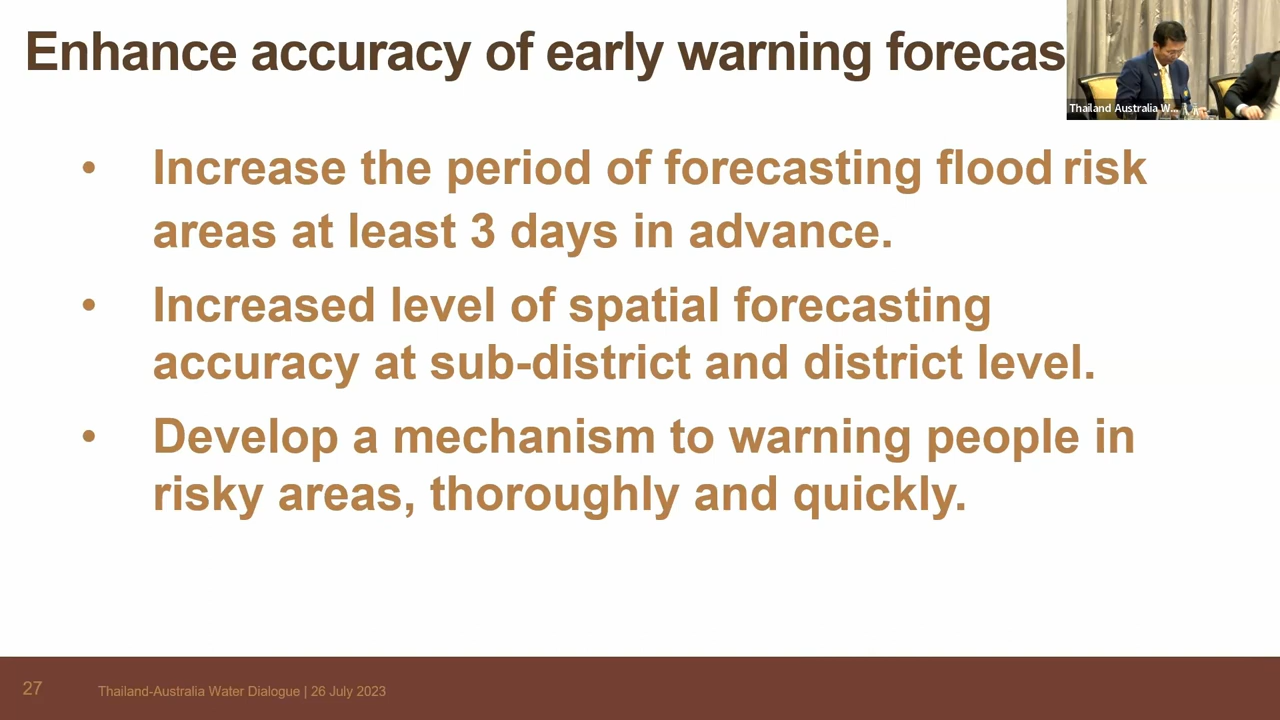 Enhance accuracy of early warning forecas
Thailand Australia W...
• Increase the period of forecasting flood risk
areas at least 3 days in advance.
• Increased level of spatial forecasting
accuracy at sub-district and district level.
• Develop a mechanism to warning people in
risky areas, thoroughly and quickly.
27
Thailand-Australia Water Dialogue | 26 July 2023